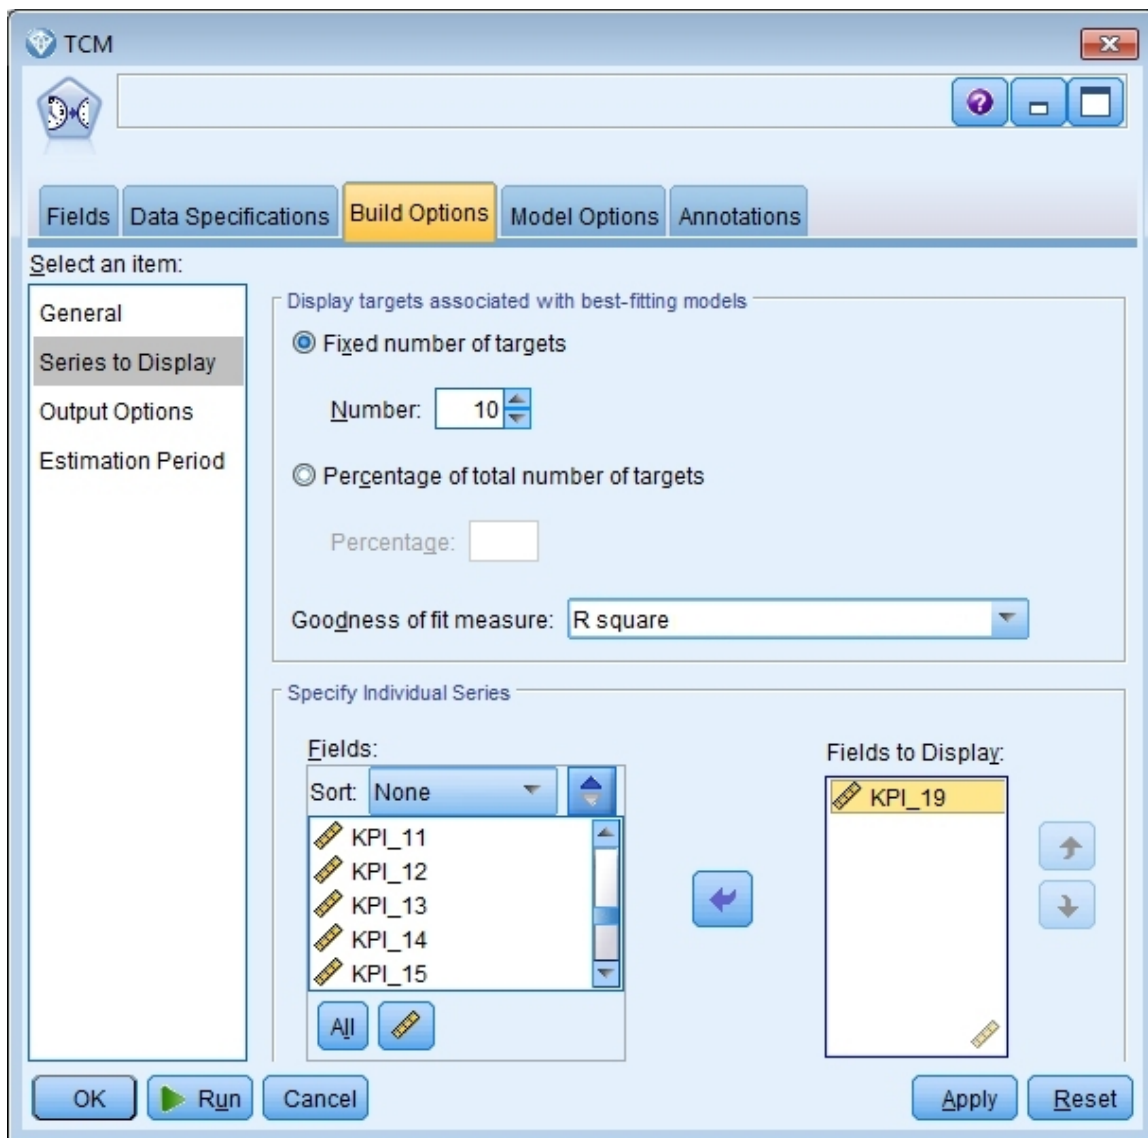 TCM
Fields Data Specifications Build Options Model Options Annotations
Select an item:
General
Series to Display
Output Options
Estimation Period
Display targets associated with best-fitting models
Fixed number of targets
Number: 10
Percentage of total number of targets
Percentage:
Goodness of fit measure: R square
Specify Individual Series
Fields:
Sort: None
KPI_11
KPI_12
KPI_13
KPI_14
KPI_15
All
Fields to Display:
KPI_19
OK Run Cancel Apply Reset